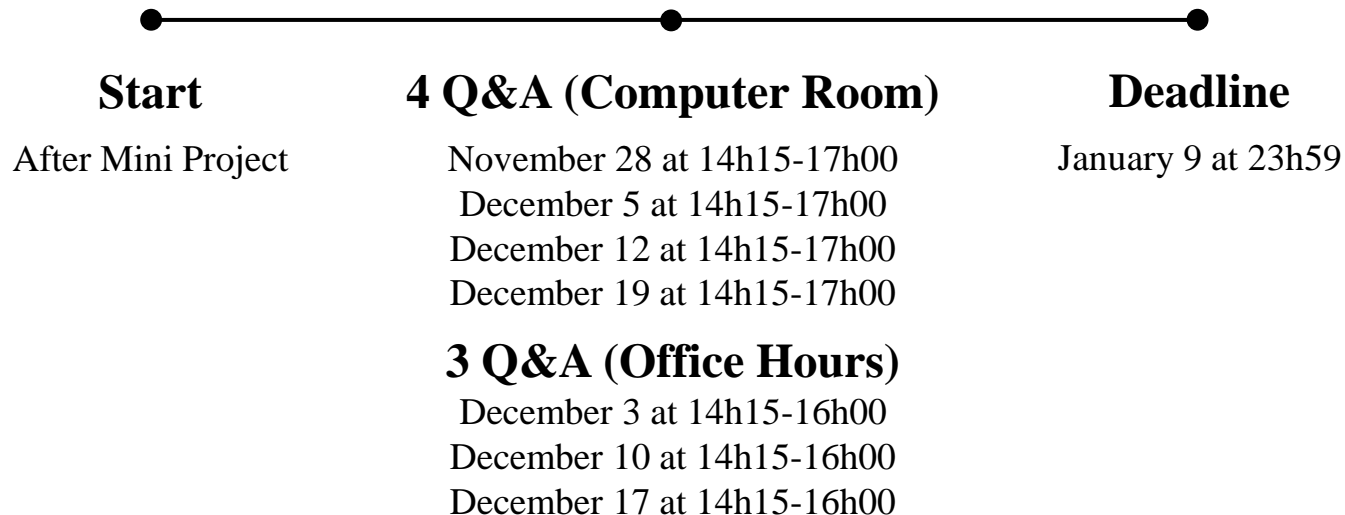 Start
After Mini Project
4 Q&A (Computer Room)
November 28 at 14h15-17h00
December 5 at 14h15-17h00
December 12 at 14h15-17h00
December 19 at 14h15-17h00
3 Q&A (Office Hours)
December 3 at 14h15-16h00
December 10 at 14h15-16h00
December 17 at 14h15-16h00
Deadline
January 9 at 23h59